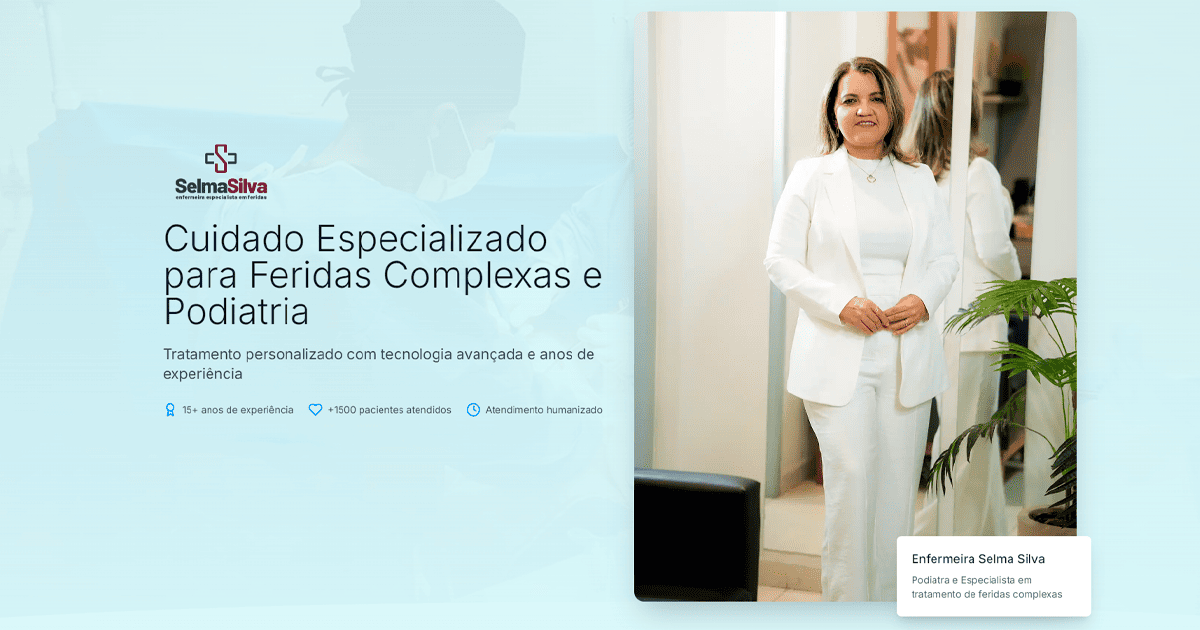 SelmaSilva
enfermeira especialista em feridas
Cuidado Especializado
para Feridas Complexas e
Podiatria
Tratamento personalizado com tecnologia avançada e anos de
experiência
15+ anos de experiência
+1500 pacientes atendidos
Atendimento humanizado
Enfermeira Selma Silva
Podiatra e Especialista em
tratamento de feridas complexas